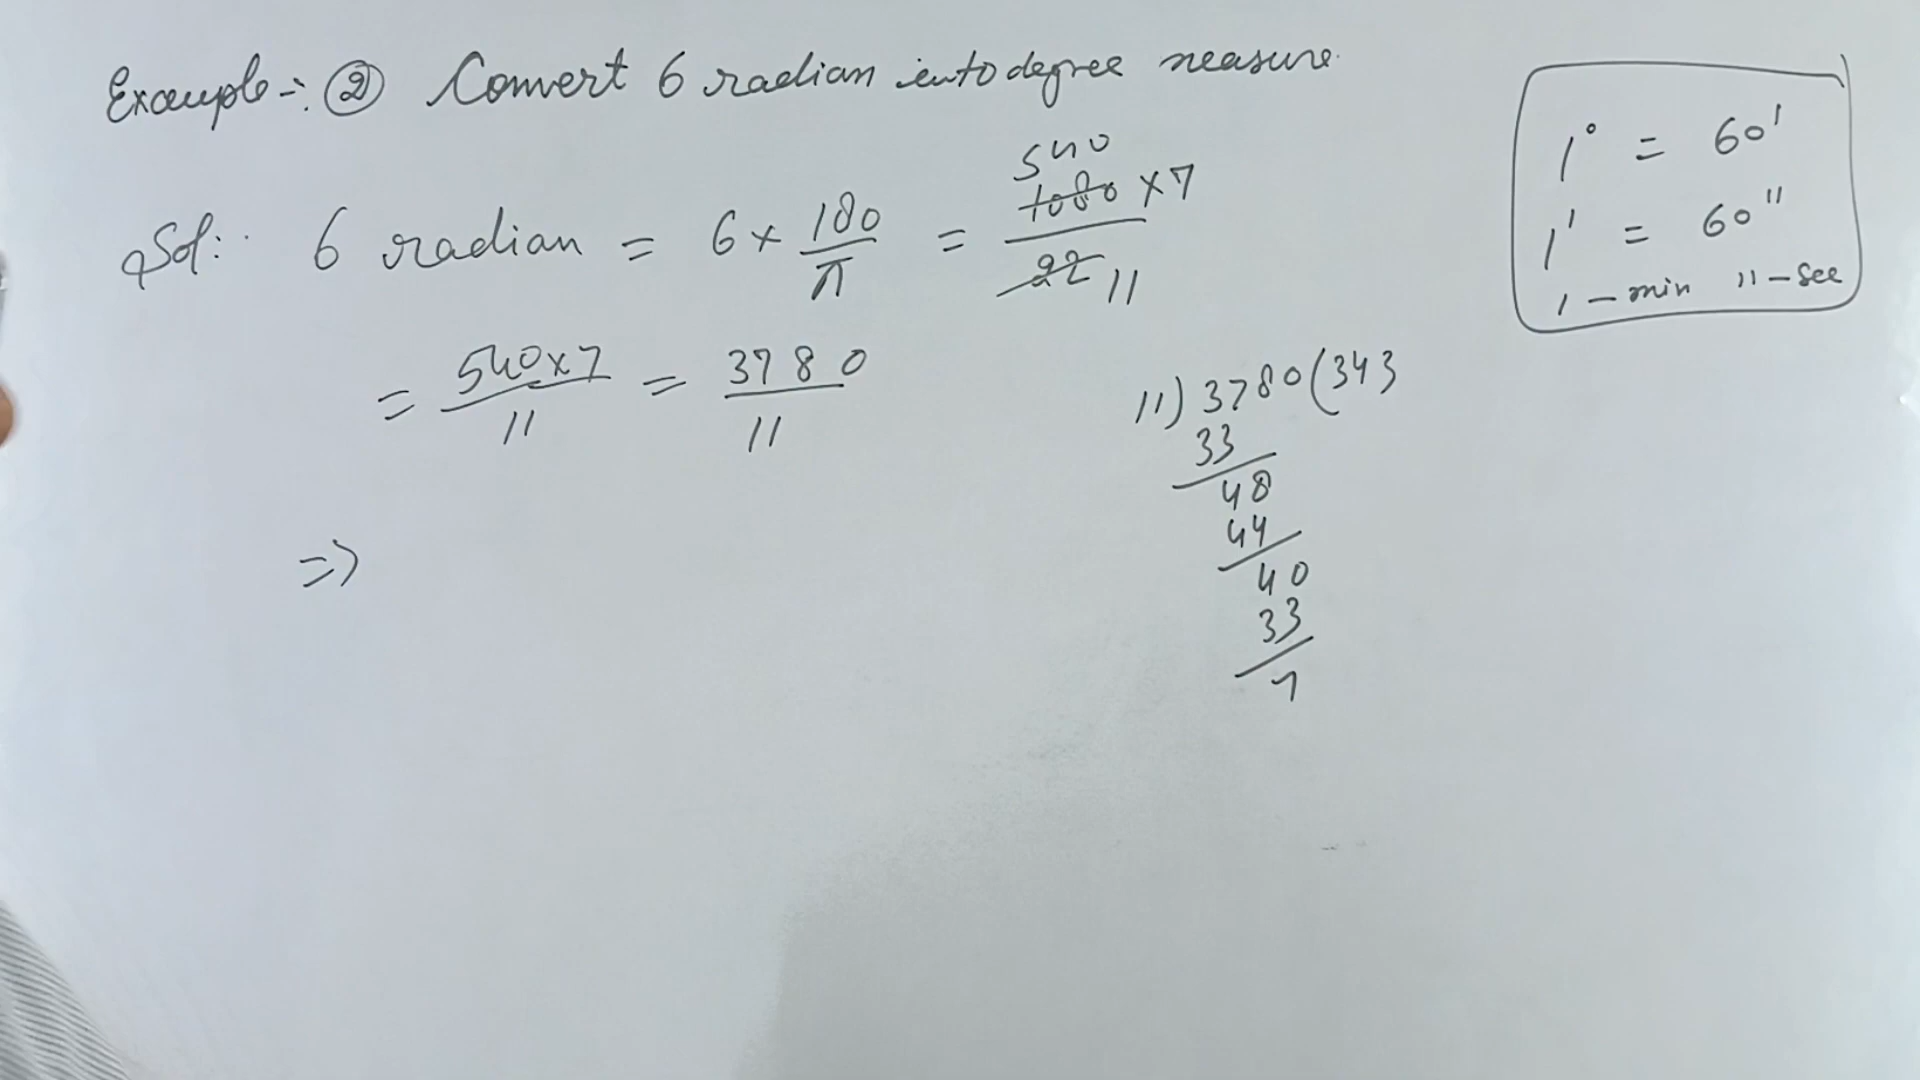 Example :- ② Convert 6 radian into degree measure.
Sol: 6 radian = 6 × 180/π = 540 1080 × 7 / 22 11
= 540×7/11 = 3780/11
⇒
1° = 60'
1' = 60"
' – min " – sec
11) 3780 (343
33
48
44
40
33
7